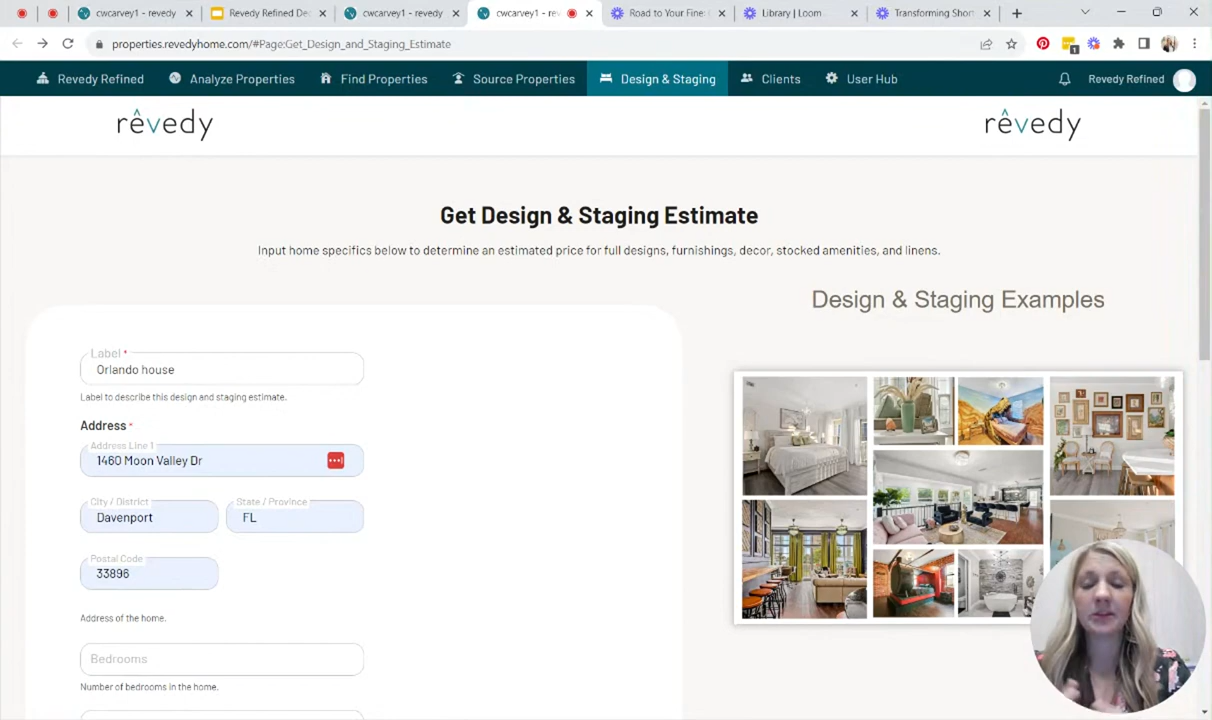 cwcarvey1 - revedy
Revedy Refined De
cwcarvey1 - revedy
cwcarvey1 - re
Road to Your Fines
Library | Loom
Transforming Short
properties.revedyhome.com/#Page:Get_Design_and_Staging_Estimate
1
Revedy Refined
Analyze Properties
Find Properties
Source Properties
Design & Staging
Clients
User Hub
Revedy Refined
rêvedy
rêvedy
Get Design & Staging Estimate
Input home specifics below to determine an estimated price for full designs, furnishings, decor, stocked amenities, and linens.
Design & Staging Examples
Label *
Orlando house
Label to describe this design and staging estimate.
Address *
Address Line 1
1460 Moon Valley Dr
City / District
Davenport
State / Province
FL
Postal Code
33896
Address of the home.
Bedrooms
Number of bedrooms in the home.